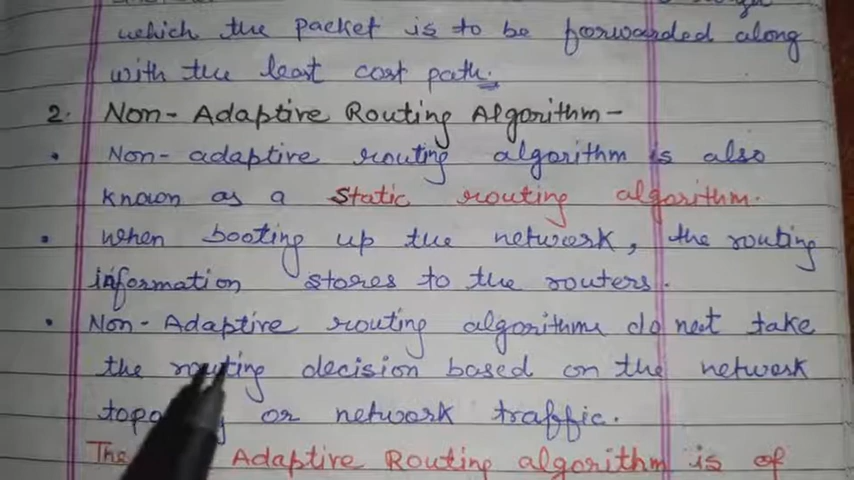 which the packet is to be forwarded along
with the least cost path.
2. Non-Adaptive Routing Algorithm-
• Non-adaptive routing algorithm is also
known as a static routing algorithm.
• when booting up the network, the routing
information stores to the routers.
• Non-Adaptive routing algorithms do not take
the routing decision based on the network
or network traffic.
The Adaptive Routing algorithm is of